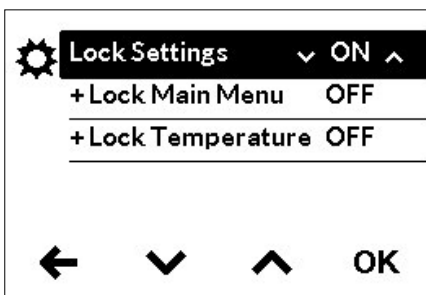 Lock Settings ON
+Lock Main Menu OFF
+Lock Temperature OFF
OK